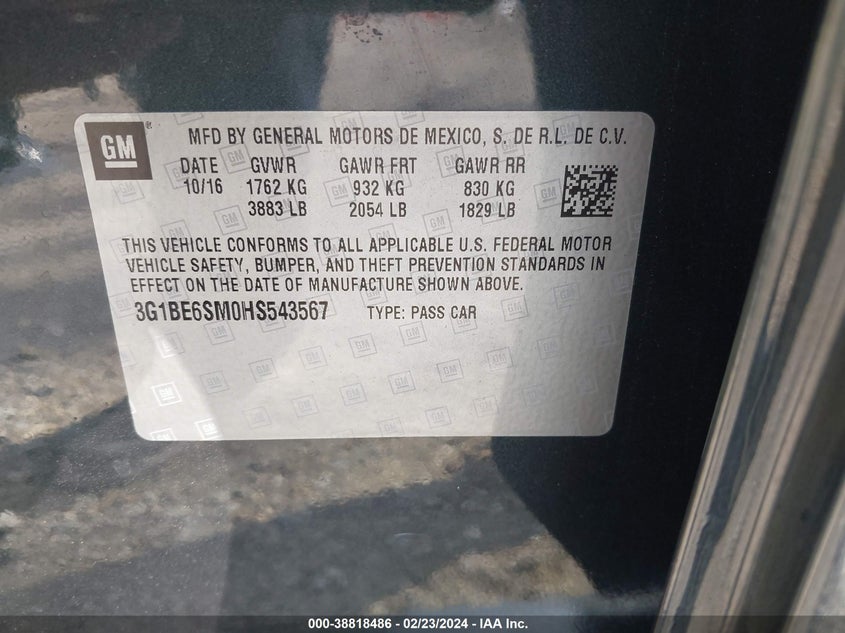 GM
MFD BY GENERAL MOTORS DE MEXICO, S. DE R.L. DE C.V.
DATE GVWR GAWR FRT GAWR RR
10/16 1762 KG 932 KG 830 KG
3883 LB 2054 LB 1829 LB
THIS VEHICLE CONFORMS TO ALL APPLICABLE U.S. FEDERAL MOTOR
VEHICLE SAFETY, BUMPER, AND THEFT PREVENTION STANDARDS IN
EFFECT ON THE DATE OF MANUFACTURE SHOWN ABOVE.
3G1BE6SM0HS543567 TYPE: PASS CAR
000-38818486 - 02/23/2024 - IAA Inc.